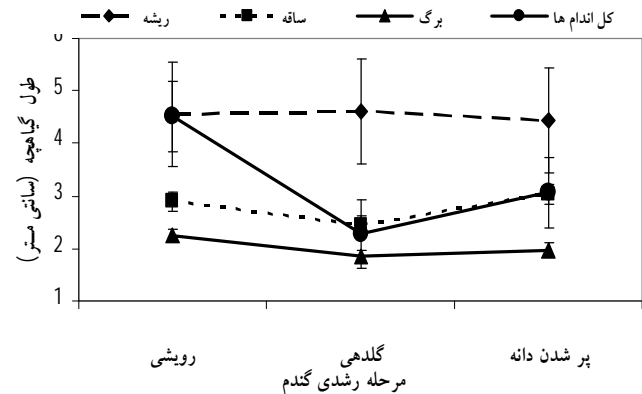 ریشه ساقه برگ کل اندام ها
طول گیاهچه (سانتی متر)
6
5
4
3
2
1
رویشی گلدهی پر شدن دانه
مرحله رشدی گندم